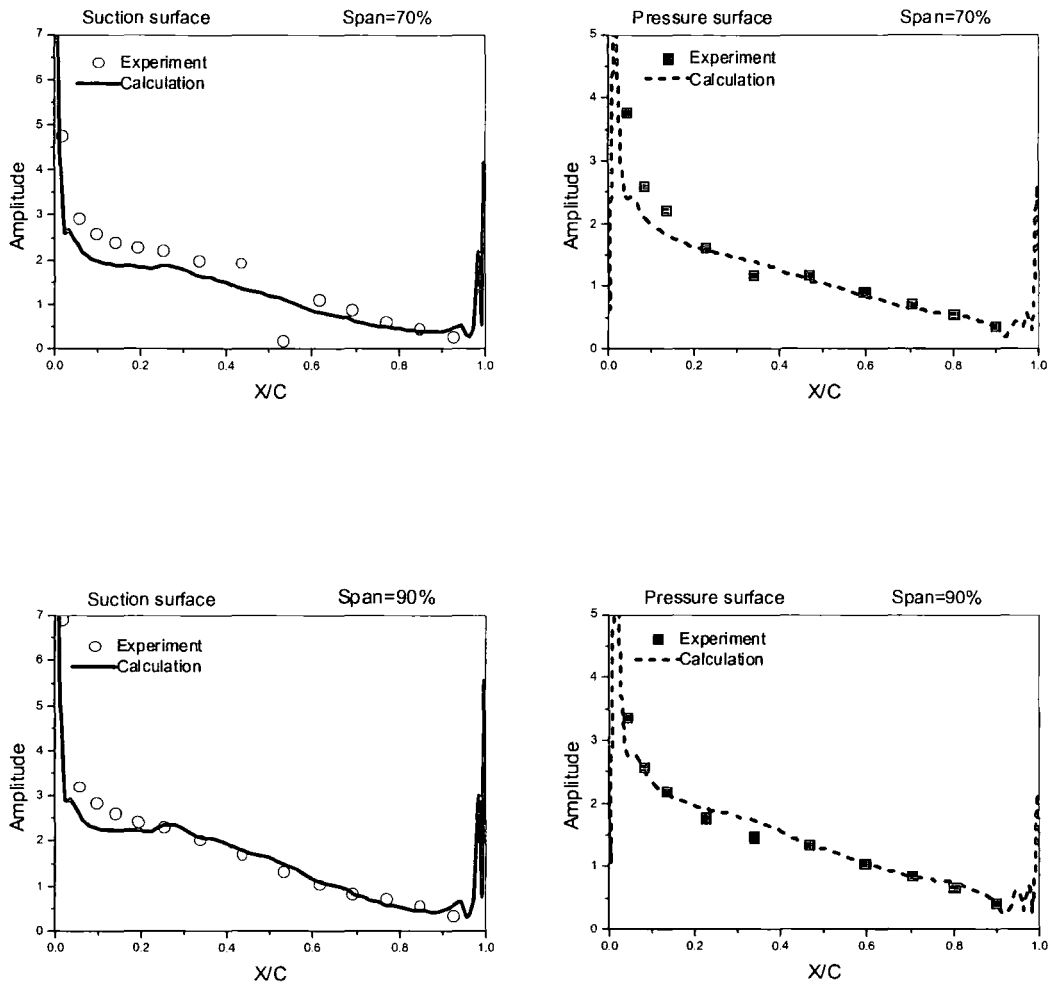 Suction surface Span=70%
Experiment
Calculation
Amplitude
7
6
5
4
3
2
1
0
0.0 0.2 0.4 0.6 0.8 1.0
X/C
Pressure surface Span=70%
Experiment
Calculation
Amplitude
5
4
3
2
1
0
0.0 0.2 0.4 0.6 0.8 1.0
X/C
Suction surface Span=90%
Experiment
Calculation
Amplitude
7
6
5
4
3
2
1
0
0.0 0.2 0.4 0.6 0.8 1.0
X/C
Pressure surface Span=90%
Experiment
Calculation
Amplitude
5
4
3
2
1
0
0.0 0.2 0.4 0.6 0.8 1.0
X/C